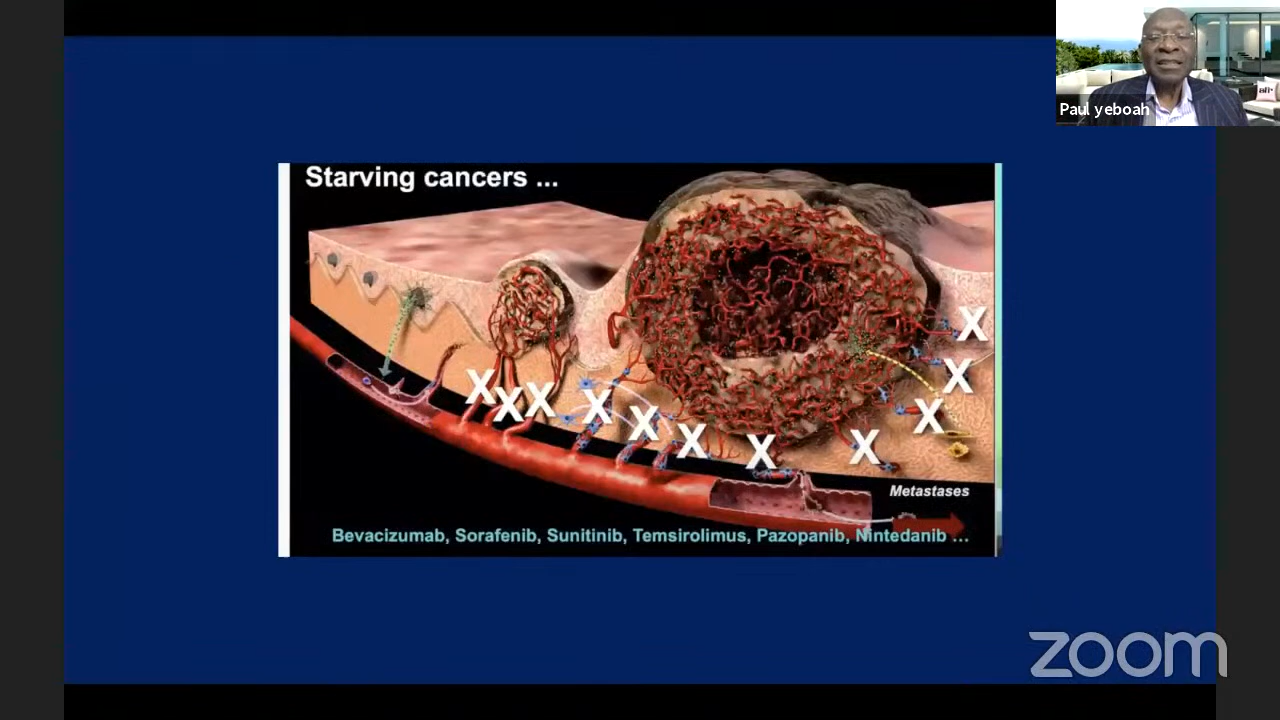 Paul yeboah
Starving cancers ...
X
X
X
X
X
X
X
X
X
X
X
Metastases
Bevacizumab, Sorafenib, Sunitinib, Temsirolimus, Pazopanib, Nintedanib ...
zoom